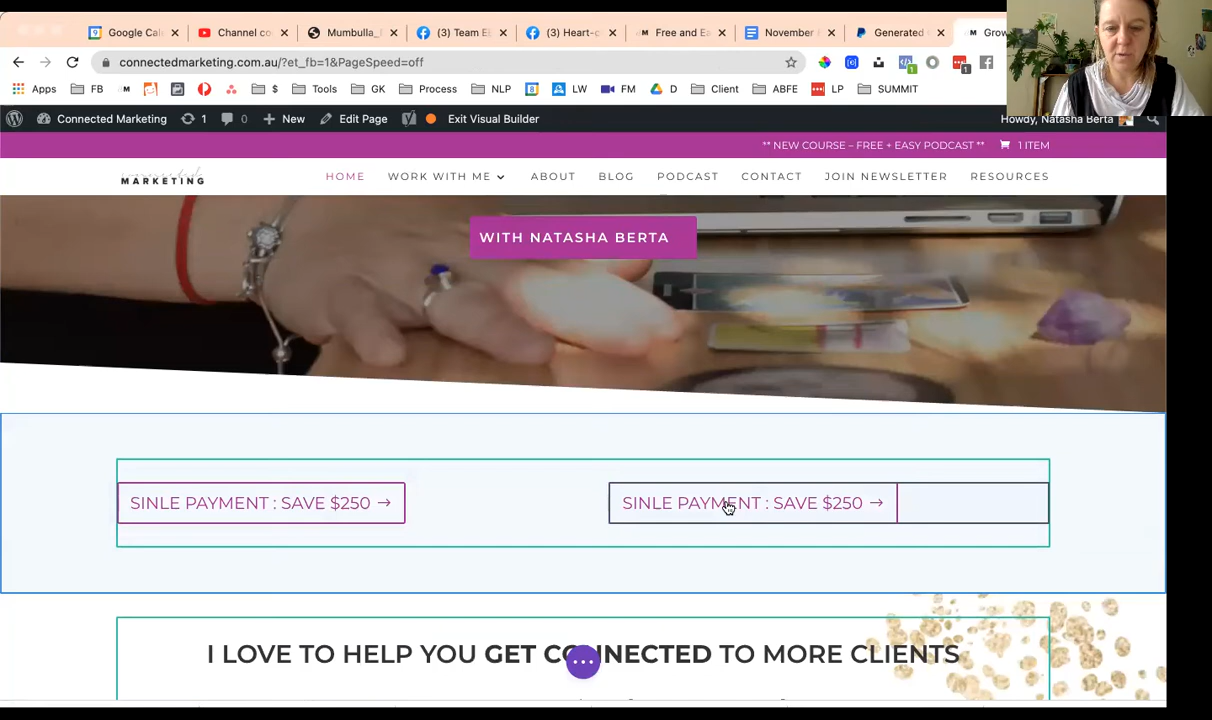 Google Cal
Channel co
Mumbulla_
(3) Team E
(3) Heart-c
Free and Ea
November
Generated
Grow
connectedmarketing.com.au/?et_fb=1&PageSpeed=off
Apps FB Tools GK Process NLP LW FM D Client ABFE LP SUMMIT
Connected Marketing 1 0 New Edit Page Exit Visual Builder Howdy, Natasha Berta
** NEW COURSE – FREE + EASY PODCAST ** 1 ITEM
MARKETING HOME WORK WITH ME ABOUT BLOG PODCAST CONTACT JOIN NEWSLETTER RESOURCES
WITH NATASHA BERTA
SINLE PAYMENT : SAVE $250 →
SINLE PAYMENT : SAVE $250 →
I LOVE TO HELP YOU GET CONNECTED TO MORE CLIENTS